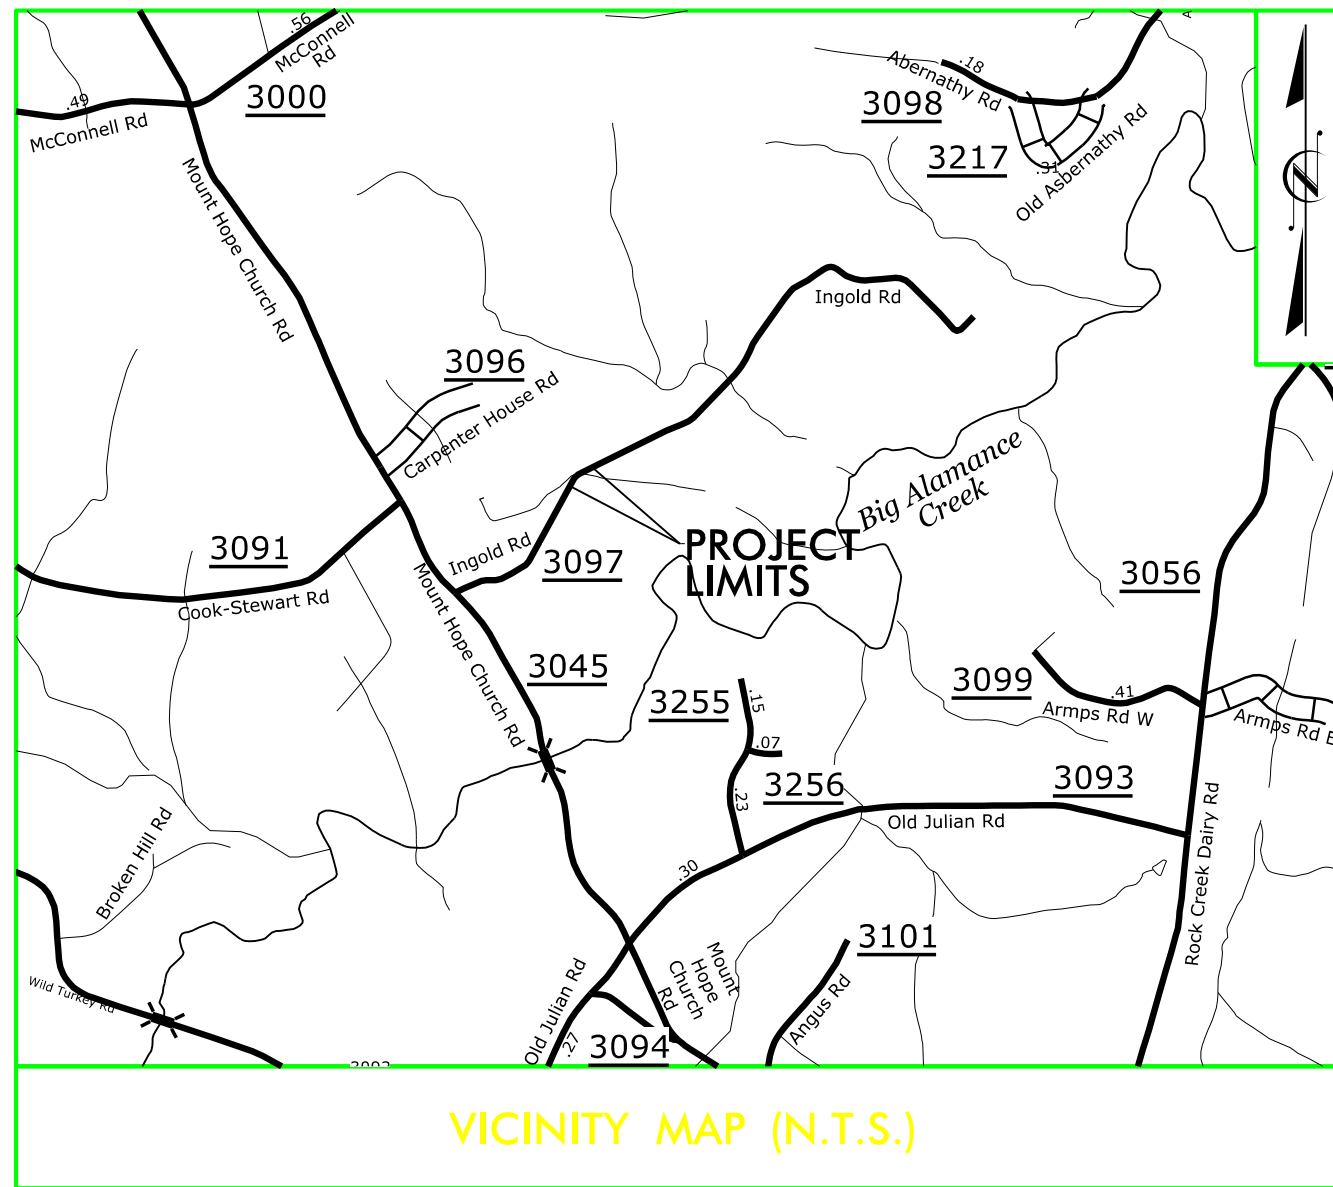 .56
McConnell
Rd
3000
.49
McConnell Rd
.18
Abernathy Rd
3098
3217
.31
Old Asbernathy Rd
A
Mount Hope Church Rd
Ingold Rd
3096
Carpenter House Rd
Big Alamance
Creek
PROJECT
LIMITS
3091
Cook-Stewart Rd
Ingold Rd
3097
3056
Mount Hope Church Rd
3045
3255
.15
.07
3256
.23
3099
.41
Armps Rd W
Armps Rd E
3093
Old Julian Rd
Rock Creek Dairy Rd
Broken Hill Rd
.30
3101
Mount
Hope
Church
Rd
Wild Turkey Rd
Old Julian Rd
.27
3094
Angus Rd
3092
VICINITY MAP (N.T.S.)